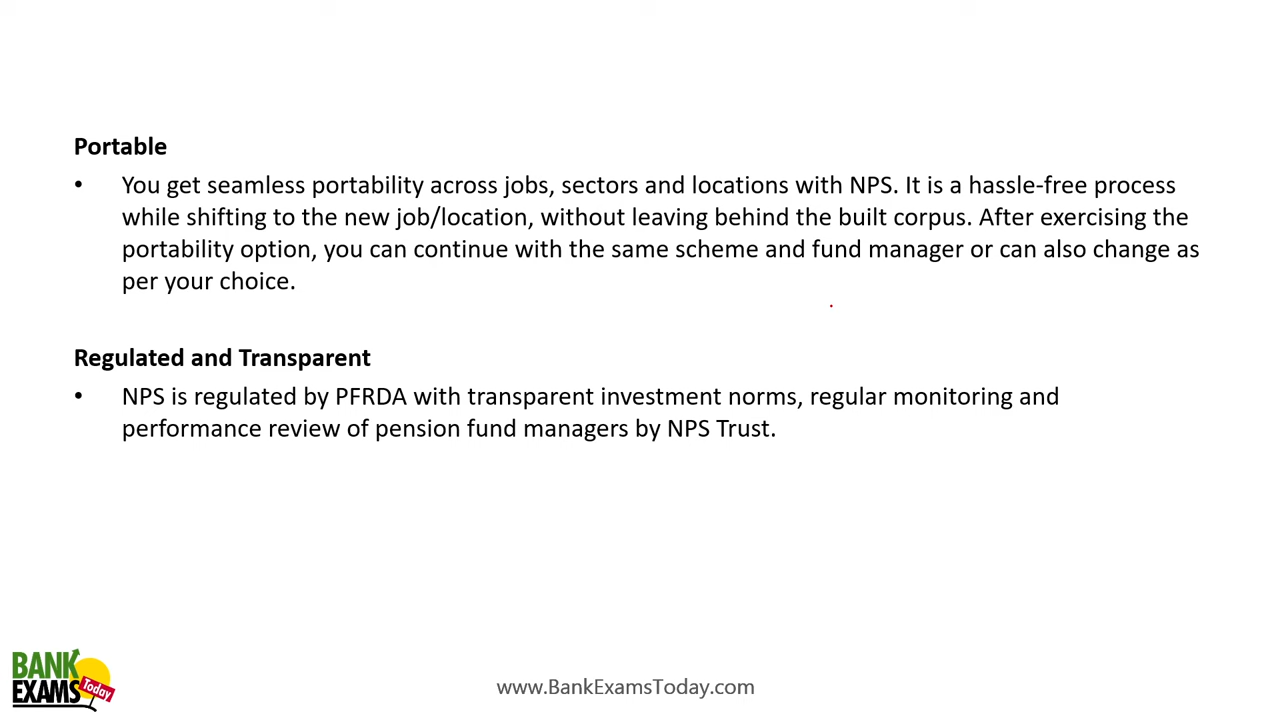 Portable
• You get seamless portability across jobs, sectors and locations with NPS. It is a hassle-free process
while shifting to the new job/location, without leaving behind the built corpus. After exercising the
portability option, you can continue with the same scheme and fund manager or can also change as
per your choice.
Regulated and Transparent
• NPS is regulated by PFRDA with transparent investment norms, regular monitoring and
performance review of pension fund managers by NPS Trust.
BANK
EXAMS
Today
www.BankExamsToday.com